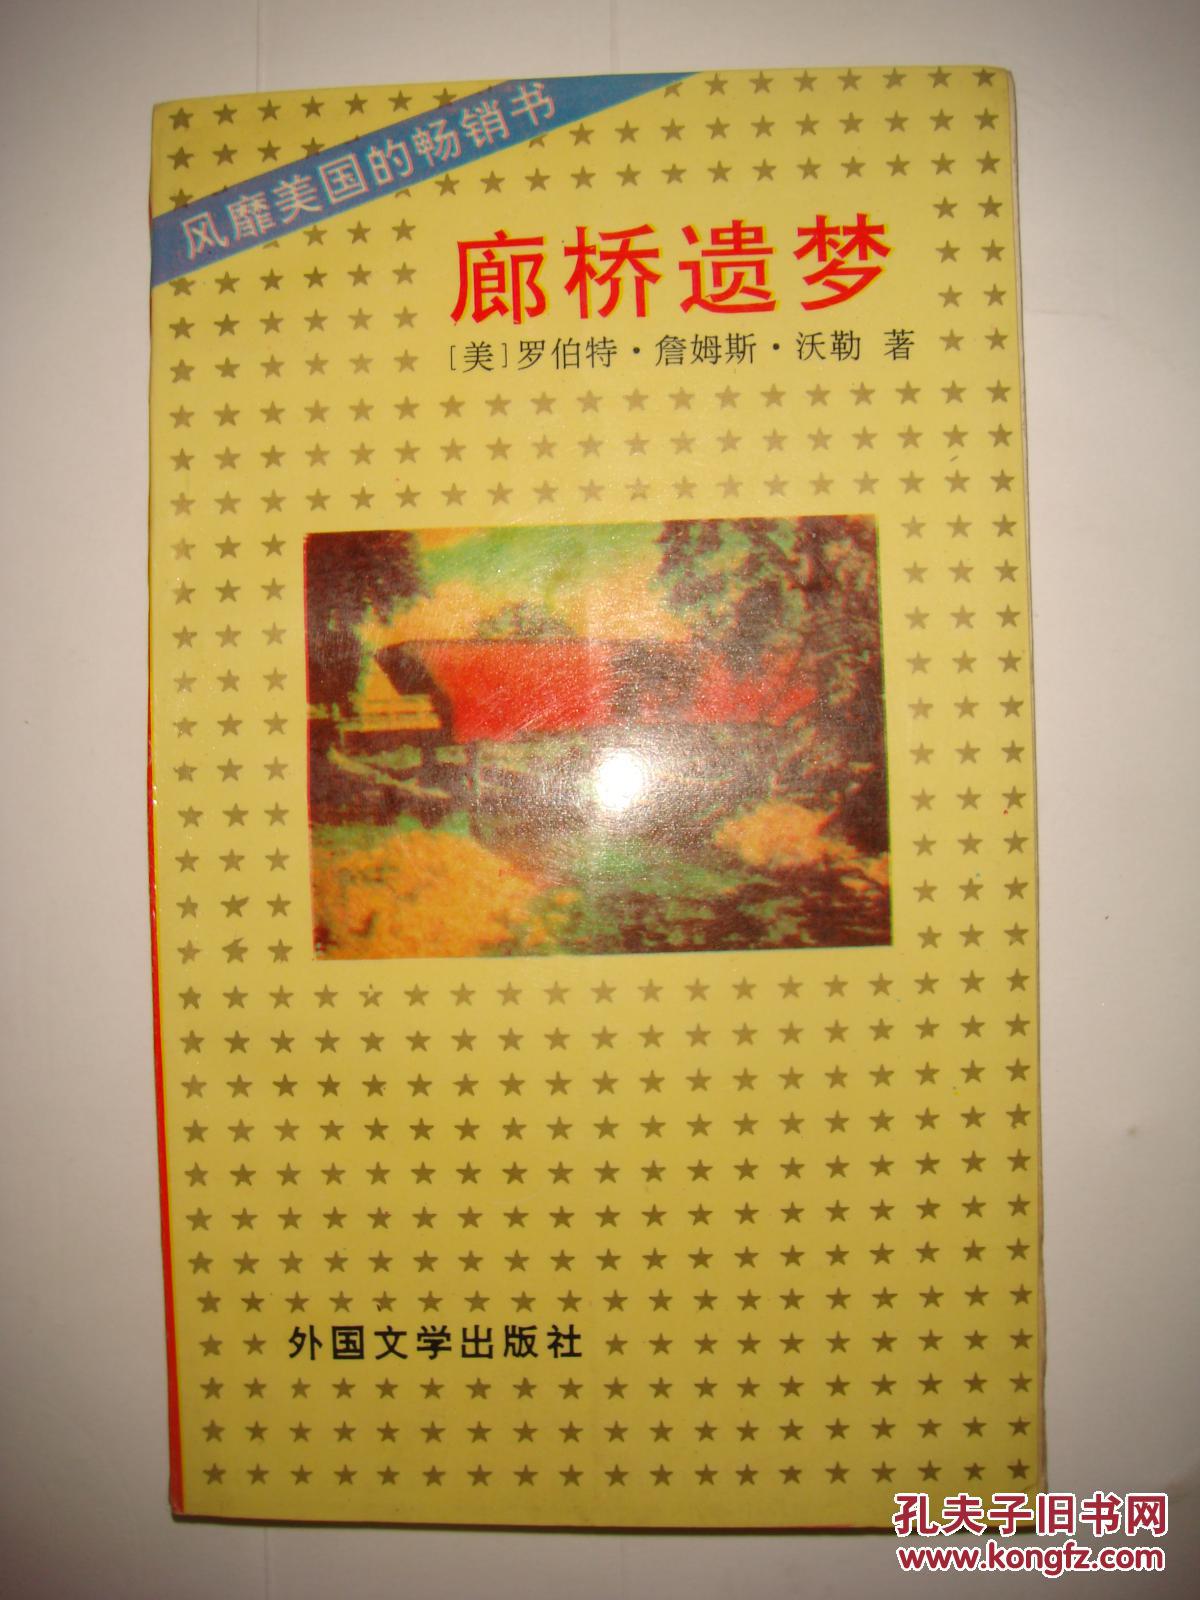 风靡美国的畅销书
廊桥遗梦
[美]罗伯特·詹姆斯·沃勒 著
外国文学出版社
孔夫子旧书网
www.kongfz.com